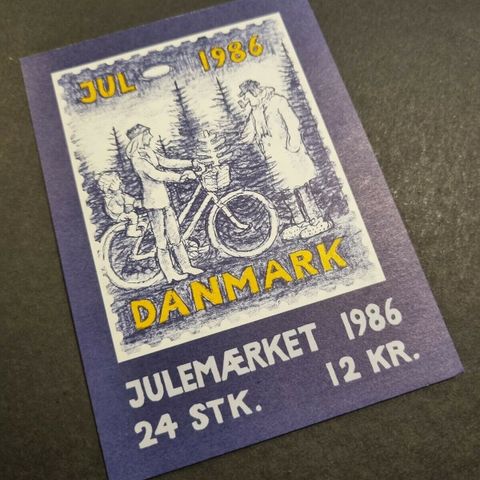 JUL 1986
DANMARK
JULEMÆRKET 1986
24 STK. 12 KR.